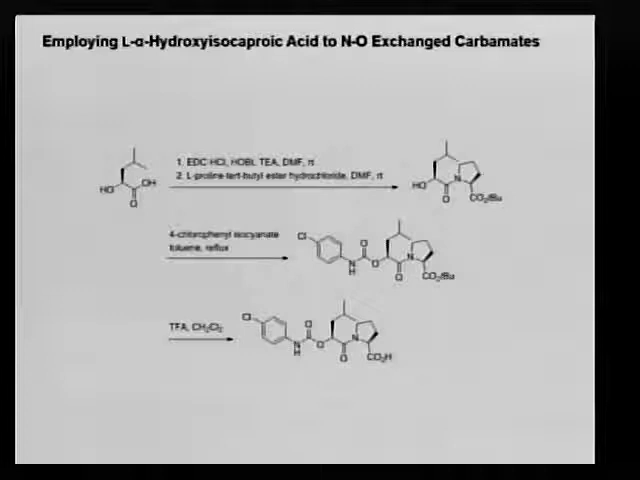 Employing L-α-Hydroxyisocaproic Acid to N-O Exchanged Carbamates
1. EDC·HCl, HOBt, TEA, DMF, rt
2. L-proline-tert-butyl ester hydrochloride, DMF, rt
HO
OH
O
HO
O
N
CO₂tBu
4-chlorophenyl isocyanate
toluene, reflux
Cl
N
H
O
O
O
N
CO₂tBu
TFA, CH₂Cl₂
Cl
N
H
O
O
O
N
CO₂H